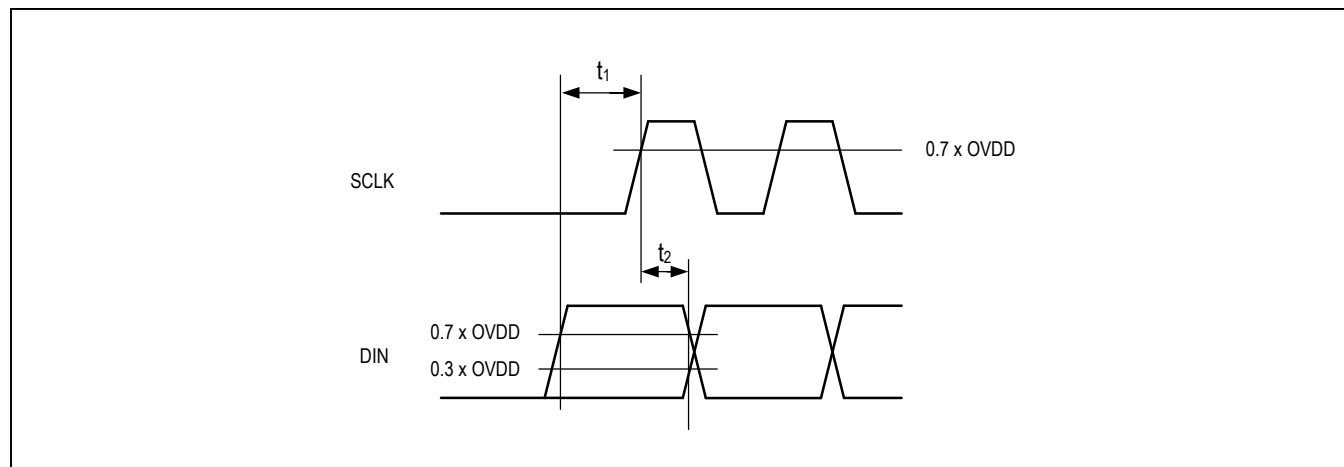 t₁
0.7 x OVDD
SCLK
t₂
0.7 x OVDD
DIN
0.3 x OVDD